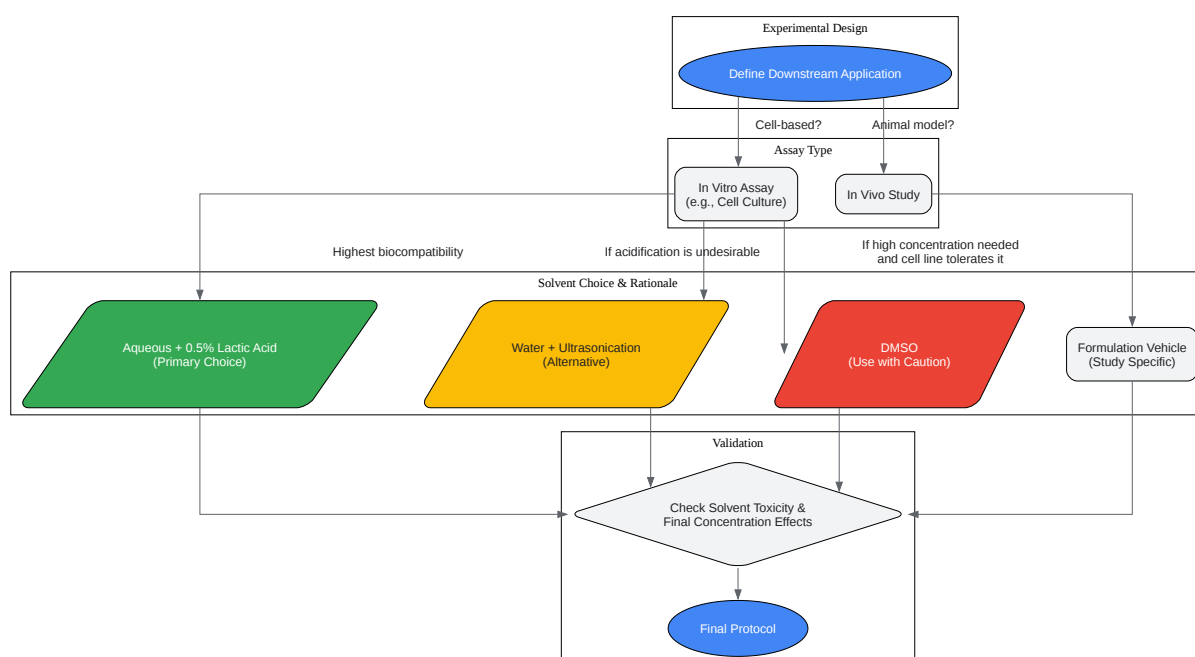 Experimental Design
Define Downstream Application
Cell-based?
Animal model?
Assay Type
In Vitro Assay
(e.g., Cell Culture)
In Vivo Study
Highest biocompatibility
If acidification is undesirable
If high concentration needed
and cell line tolerates it
Solvent Choice & Rationale
Aqueous + 0.5% Lactic Acid
(Primary Choice)
Water + Ultrasonication
(Alternative)
DMSO
(Use with Caution)
Formulation Vehicle
(Study Specific)
Validation
Check Solvent Toxicity &
Final Concentration Effects
Final Protocol